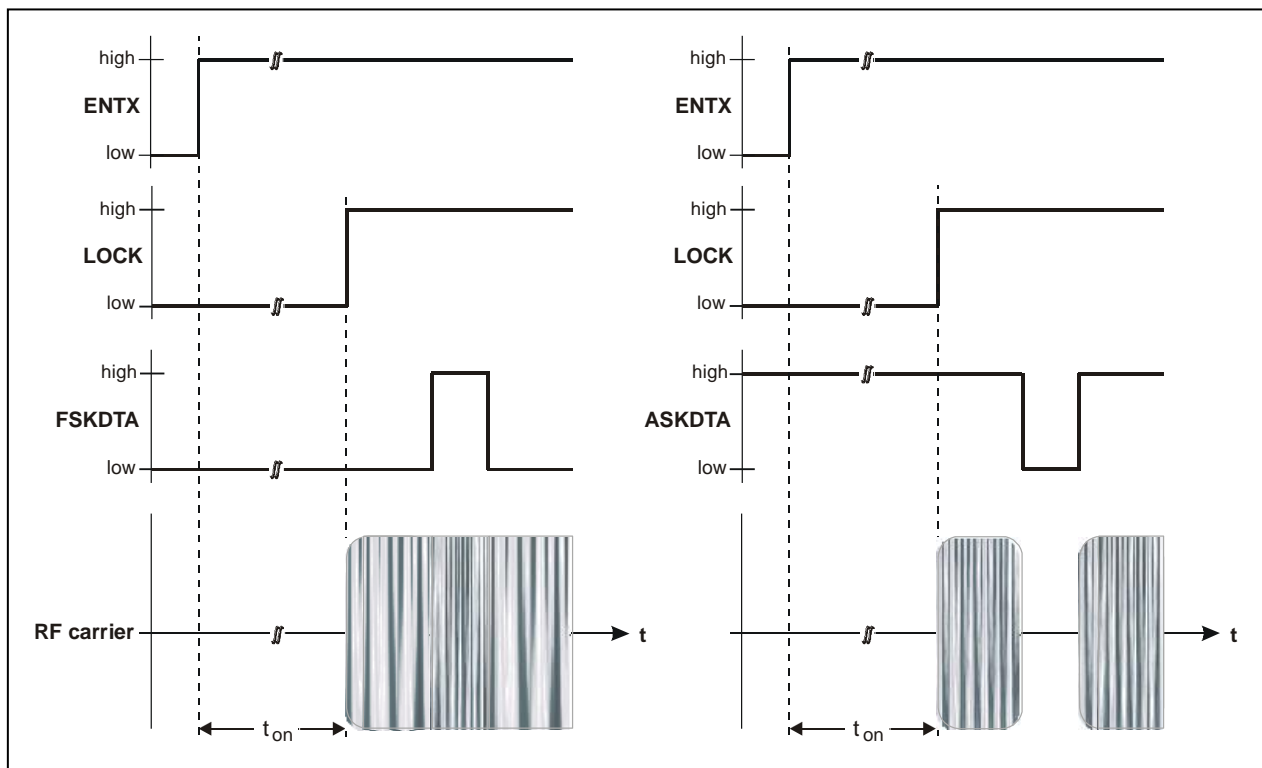 high
ENTX
low
high
LOCK
low
high
FSKDTA
low
RF carrier
t
t on
high
ENTX
low
high
LOCK
low
high
ASKDTA
low
t
t on